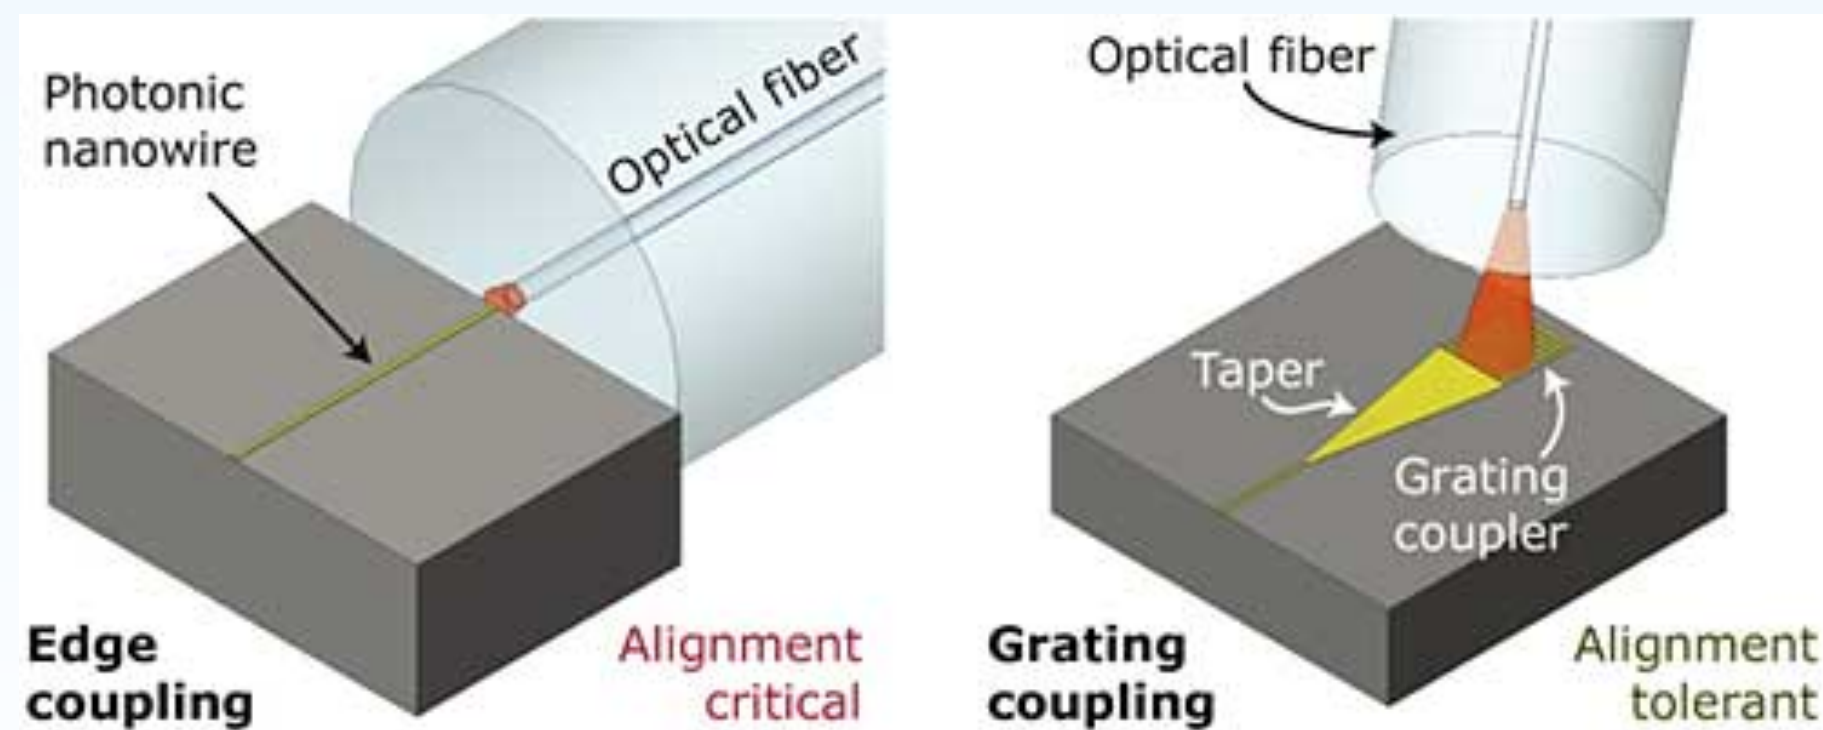 Photonic
nanowire
Optical fiber
Edge
coupling
Alignment
critical
Optical fiber
Taper
Grating
coupler
Grating
coupling
Alignment
tolerant